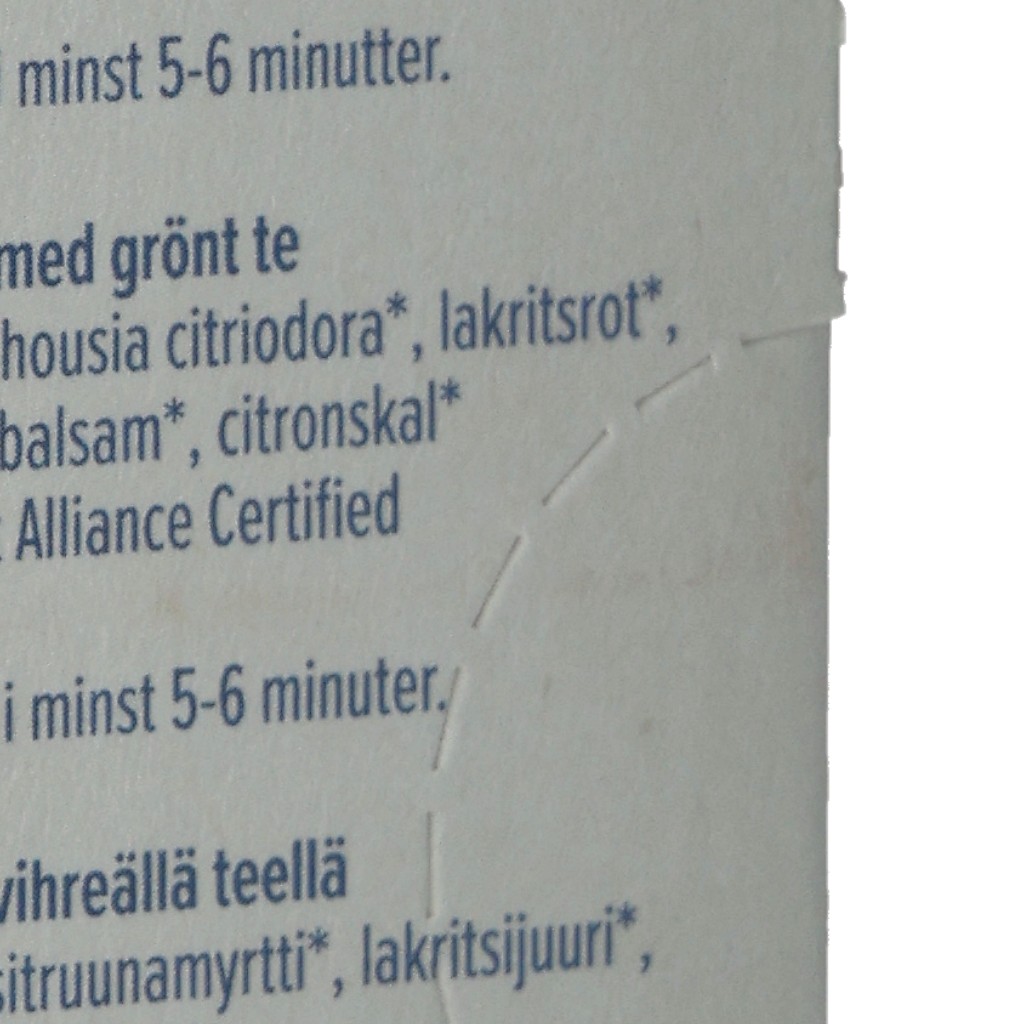 minst 5-6 minutter.
med grönt te
housia citriodora*, lakritsrot*,
balsam*, citronskal*
Alliance Certified
i minst 5-6 minuter.
vihreällä teellä
sitruunamyrtti*, lakritsijuuri*,